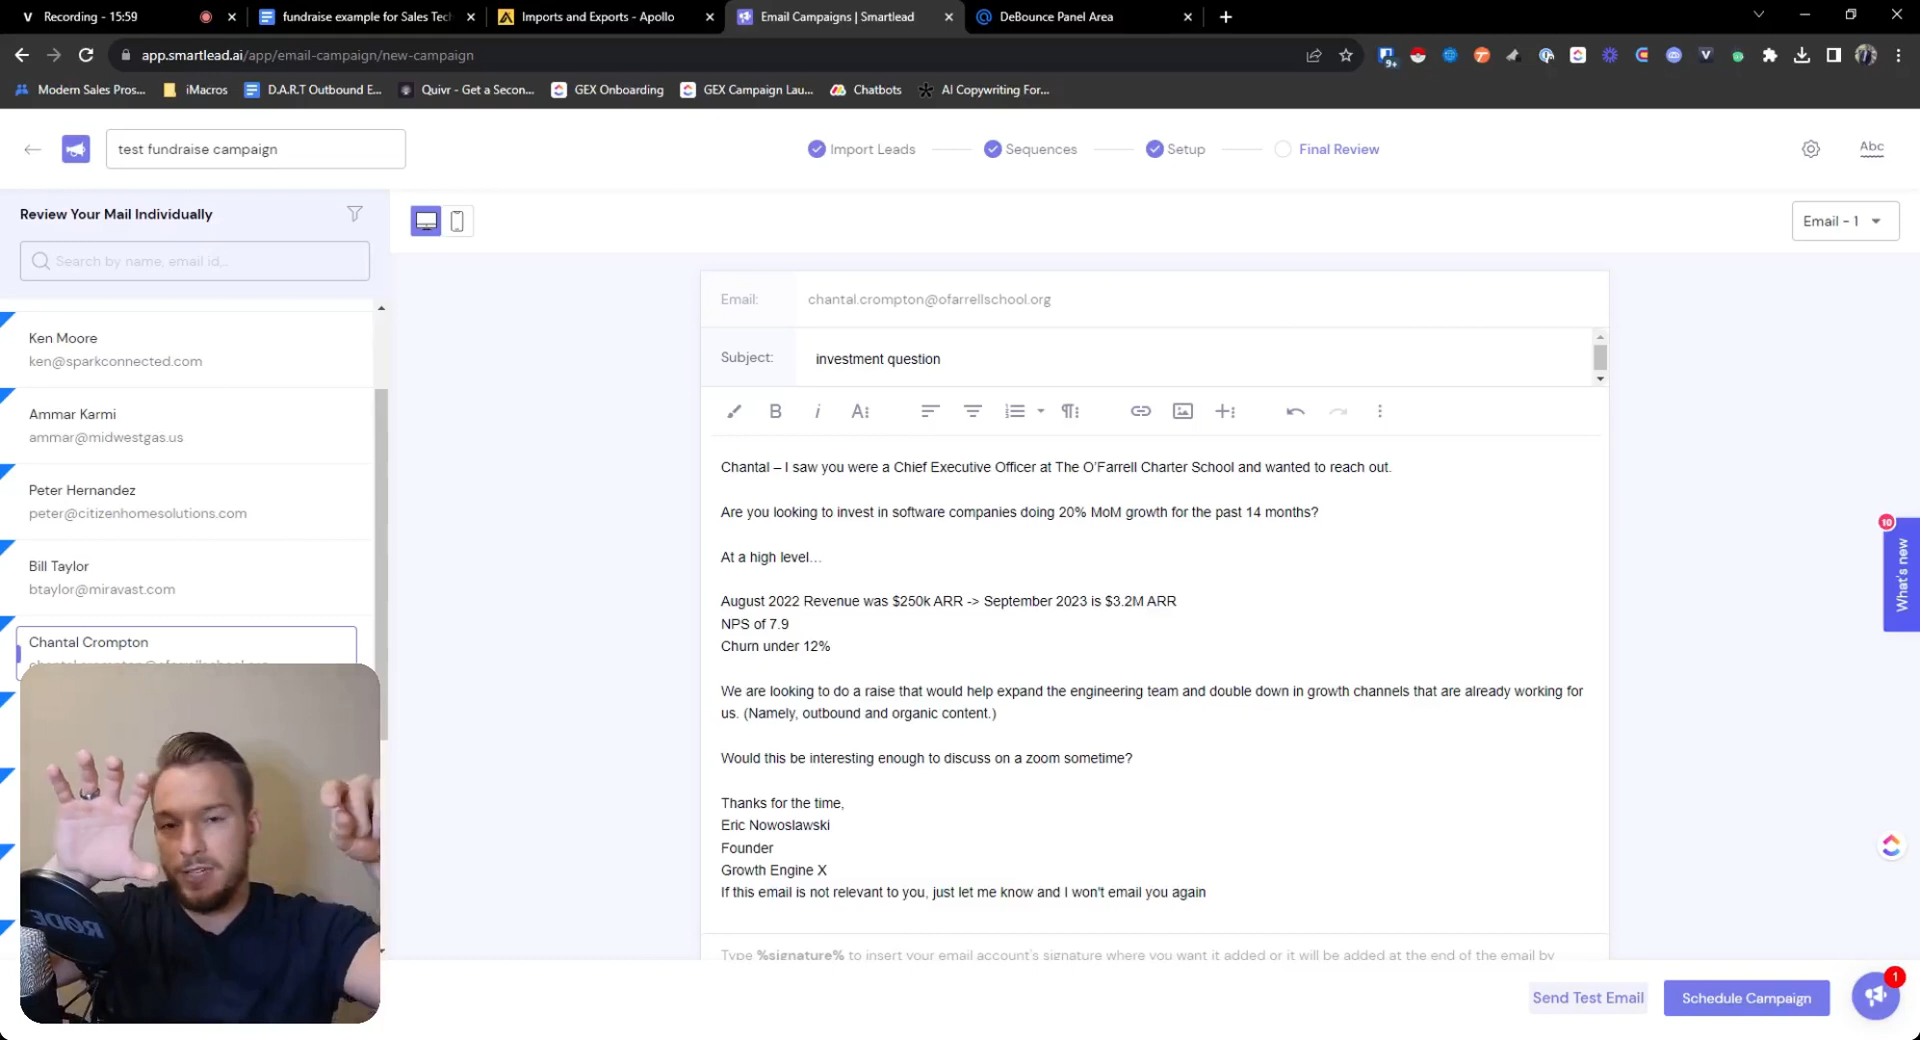 Recording - 15:59
fundraise example for Sales Tech
Imports and Exports - Apollo
Email Campaigns | Smartlead
DeBounce Panel Area
app.smartlead.ai/app/email-campaign/new-campaign
9+
Modern Sales Pros...
iMacros
D.A.R.T Outbound E...
Quivr - Get a Secon...
GEX Onboarding
GEX Campaign Lau...
Chatbots
AI Copywriting For...
test fundraise campaign
Import Leads
Sequences
Setup
Final Review
Abc
Review Your Mail Individually
Search by name, email id,..
Email - 1
Ken Moore
ken@sparkconnected.com
Ammar Karmi
ammar@midwestgas.us
Peter Hernandez
peter@citizenhomesolutions.com
Bill Taylor
btaylor@miravast.com
Chantal Crompton
Email:
chantal.crompton@ofarrellschool.org
Subject:
investment question
Chantal – I saw you were a Chief Executive Officer at The O'Farrell Charter School and wanted to reach out.
Are you looking to invest in software companies doing 20% MoM growth for the past 14 months?
At a high level…
August 2022 Revenue was $250k ARR -> September 2023 is $3.2M ARR
NPS of 7.9
Churn under 12%
We are looking to do a raise that would help expand the engineering team and double down in growth channels that are already working for
us. (Namely, outbound and organic content.)
Would this be interesting enough to discuss on a zoom sometime?
Thanks for the time,
Eric Nowoslawski
Founder
Growth Engine X
If this email is not relevant to you, just let me know and I won't email you again
Type %signature% to insert your email account's signature where you want it added or it will be added at the end of the email by
10
What's new
Send Test Email
Schedule Campaign
1
RODE